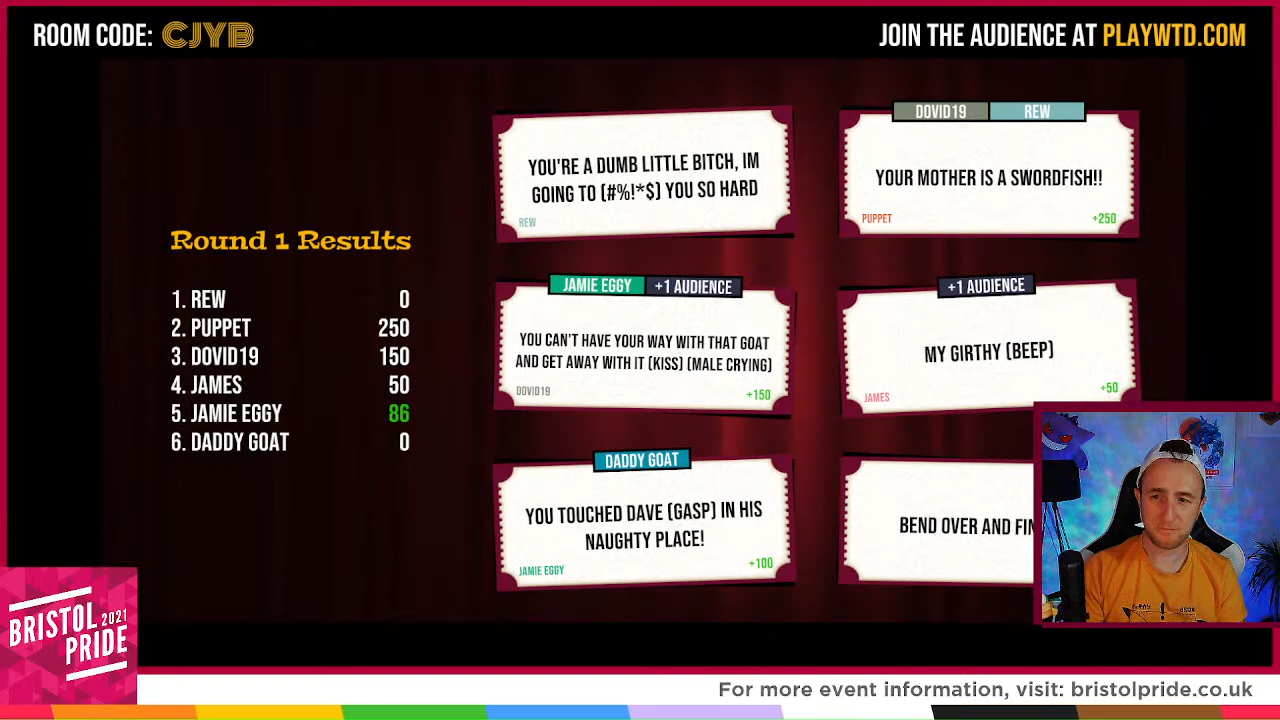 ROOM CODE: CJYB
JOIN THE AUDIENCE AT PLAYWTD.COM
Round 1 Results
1. REW 0
2. PUPPET 250
3. DOVID19 150
4. JAMES 50
5. JAMIE EGGY 86
6. DADDY GOAT 0
YOU'RE A DUMB LITTLE BITCH, IM
GOING TO (#%!*$) YOU SO HARD
REW
DOVID19 REW
YOUR MOTHER IS A SWORDFISH!!
PUPPET +250
JAMIE EGGY +1 AUDIENCE
YOU CAN'T HAVE YOUR WAY WITH THAT GOAT
AND GET AWAY WITH IT (KISS) (MALE CRYING)
DOVID19 +150
+1 AUDIENCE
MY GIRTHY (BEEP)
JAMES +50
DADDY GOAT
YOU TOUCHED DAVE (GASP) IN HIS
NAUGHTY PLACE!
JAMIE EGGY +100
BEND OVER AND FIN
BRISTOL 2021
PRIDE
For more event information, visit: bristolpride.co.uk